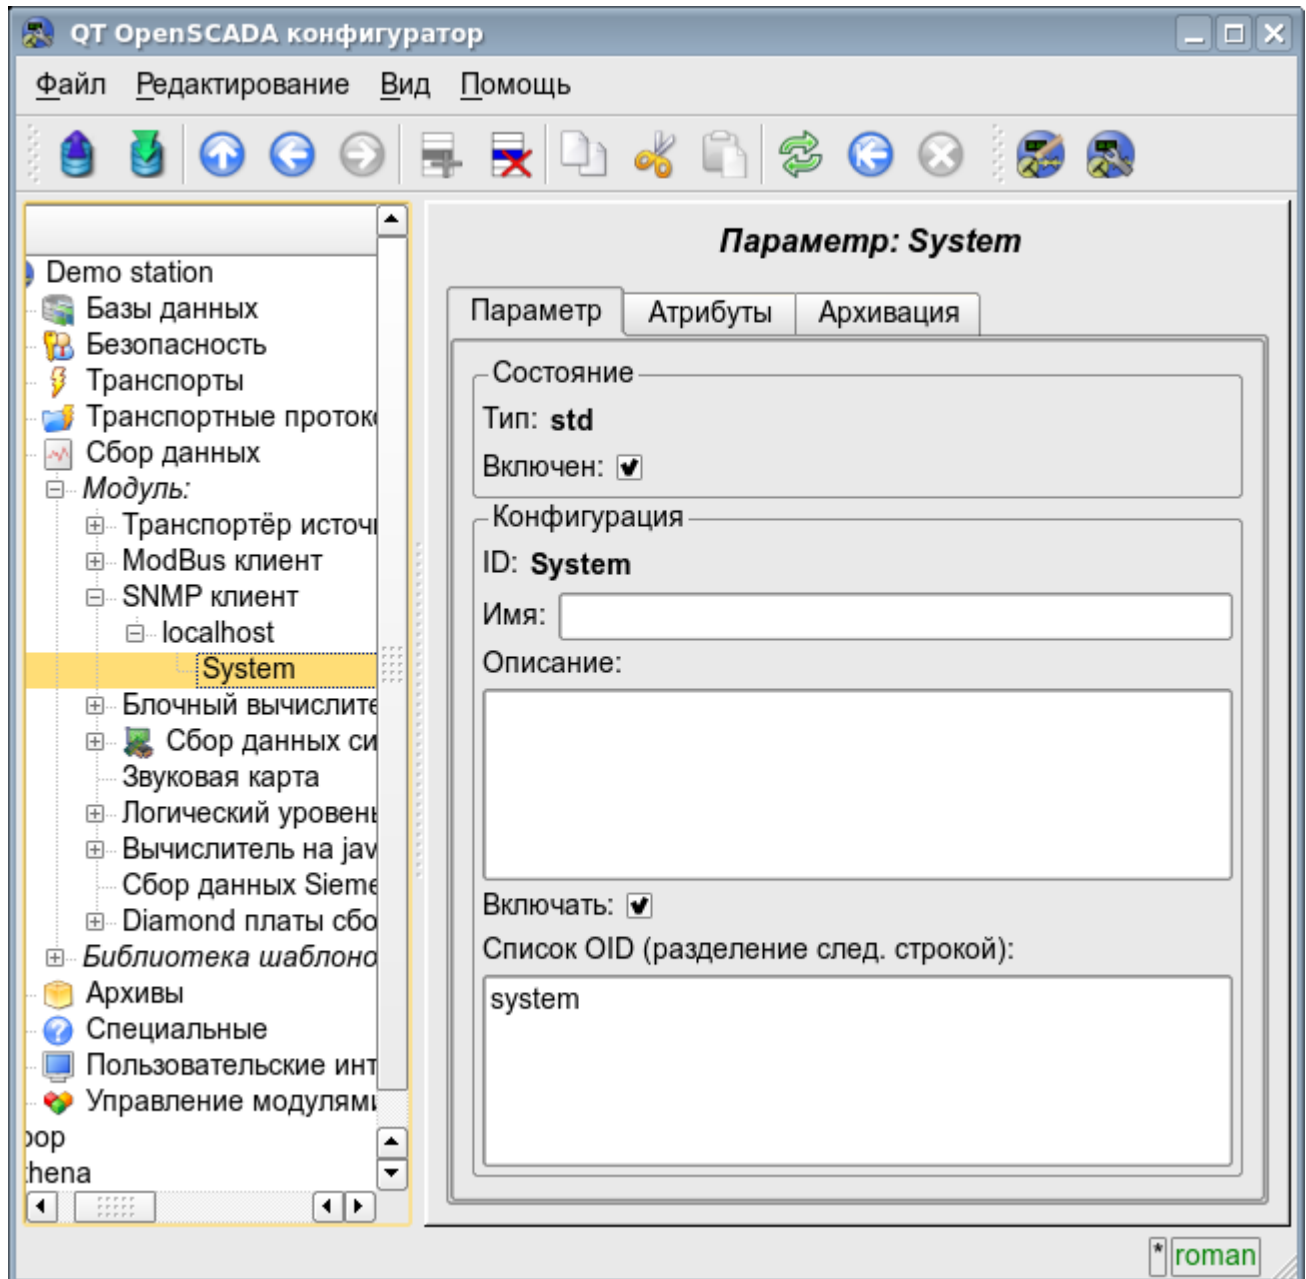 QT OpenSCADA конфигуратор
Файл Редактирование Вид Помощь
Demo station
Базы данных
Безопасность
Транспорты
Транспортные проток
Сбор данных
Модуль:
Транспортёр источ
ModBus клиент
SNMP клиент
localhost
System
Блочный вычислите
Сбор данных си
Звуковая карта
Логический уровень
Вычислитель на jav
Сбор данных Sieme
Diamond платы сбо
Библиотека шаблоно
Архивы
Специальные
Пользовательские инт
Управление модулями
oop
thena
Параметр: System
Параметр Атрибуты Архивация
Состояние
Тип: std
Включен:
Конфигурация
ID: System
Имя:
Описание:
Включать:
Список OID (разделение след. строкой):
system
* roman